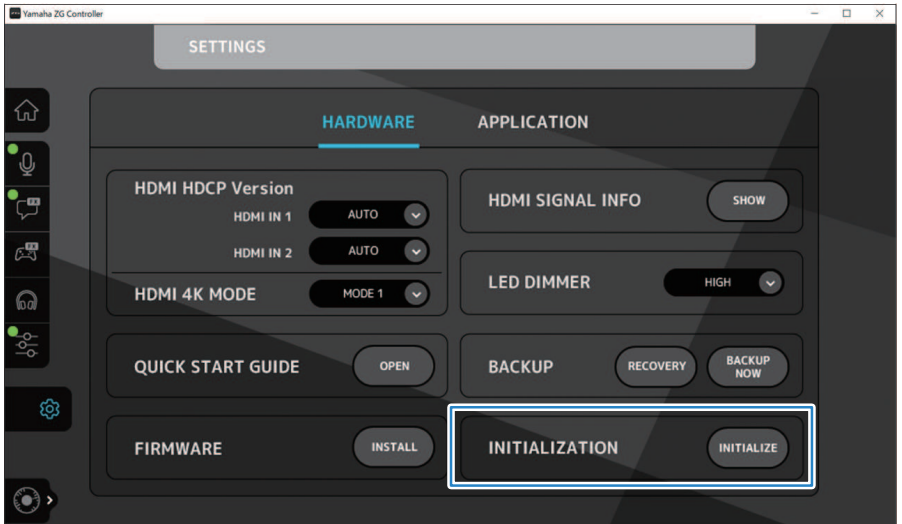 Yamaha ZG Controller
SETTINGS
HARDWARE
APPLICATION
HDMI HDCP Version
HDMI IN 1
AUTO
HDMI IN 2
AUTO
HDMI 4K MODE
MODE 1
HDMI SIGNAL INFO
SHOW
LED DIMMER
HIGH
QUICK START GUIDE
OPEN
BACKUP
RECOVERY
BACKUP
NOW
FIRMWARE
INSTALL
INITIALIZATION
INITIALIZE
FX
FX